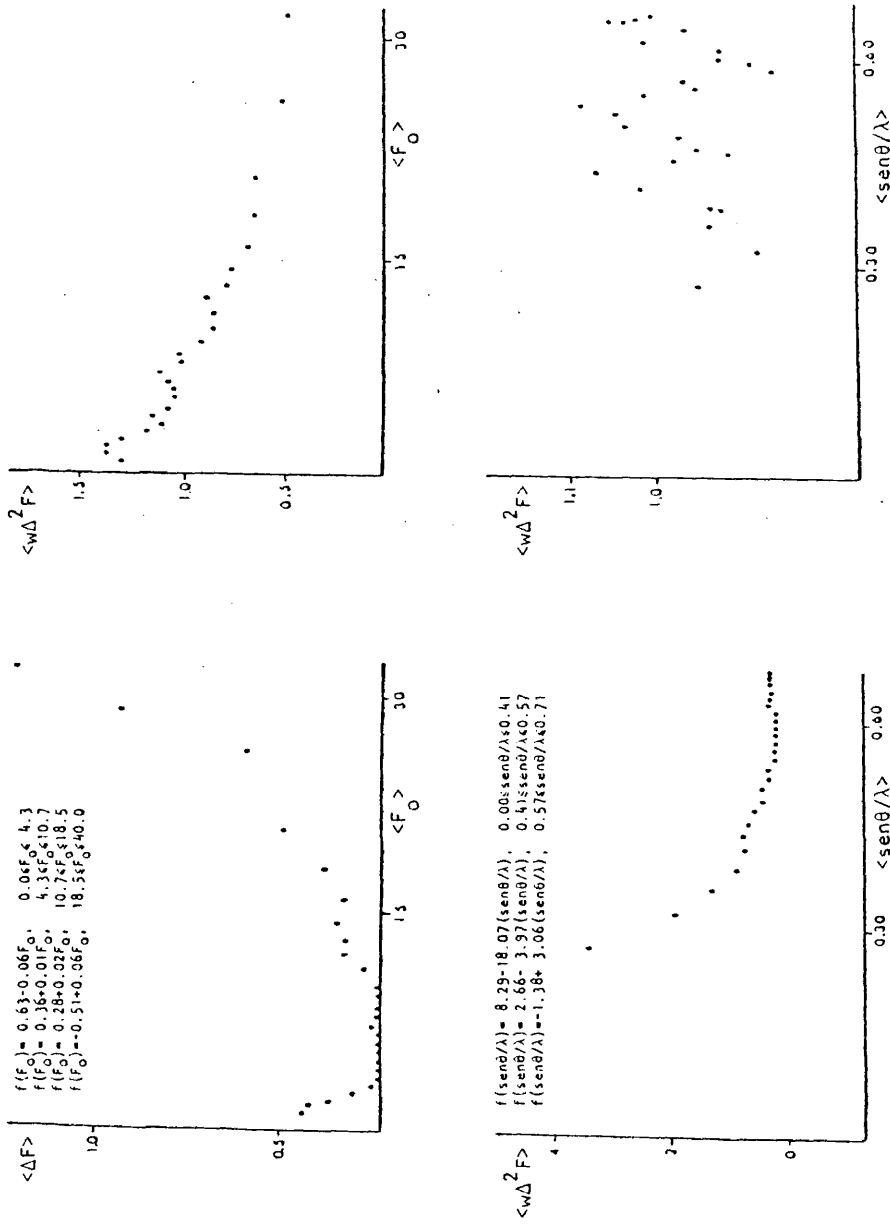 <ΔF>
f(F₀)= 0.63-0.06F₀, 0.0≤F₀≤ 4.3
f(F₀)= 0.36+0.01F₀, 4.3≤F₀≤10.7
f(F₀)= 0.28+0.02F₀, 10.7≤F₀≤18.5
f(F₀)=-0.51+0.06F₀, 18.5≤F₀≤40.0
1.0
0.5
15 30
<F₀>
<wΔ²F>
1.5
1.0
0.5
15 30
<F₀>
<wΔ²F>
f(senθ/λ)= 8.29-18.07(senθ/λ), 0.00≤senθ/λ≤0.41
f(senθ/λ)= 2.66- 3.97(senθ/λ), 0.41≤senθ/λ≤0.57
f(senθ/λ)=-1.38+ 3.06(senθ/λ), 0.57≤senθ/λ≤0.71
4
2
0
0.30 0.60
<senθ/λ>
<wΔ²F>
1.1
1.0
0.30 0.60
<senθ/λ>